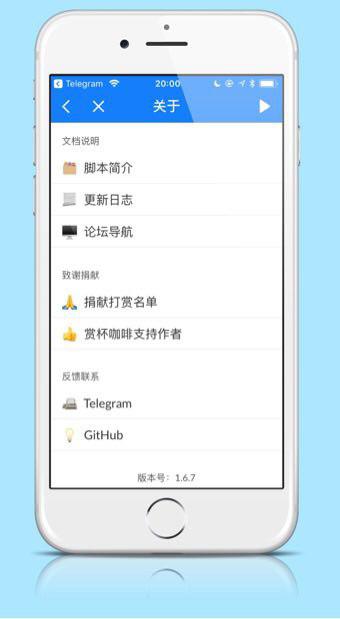 Telegram 20:00
关于
文档说明
脚本简介
更新日志
论坛导航
致谢捐献
捐献打赏名单
赏杯咖啡支持作者
反馈联系
Telegram
GitHub
版本号：1.6.7